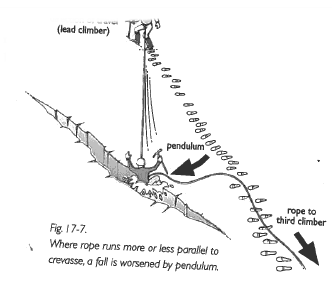 (lead climber)
pendulum
rope to
third climber
Fig. 17-7.
Where rope runs more or less parallel to
crevasse, a fall is worsened by pendulum.